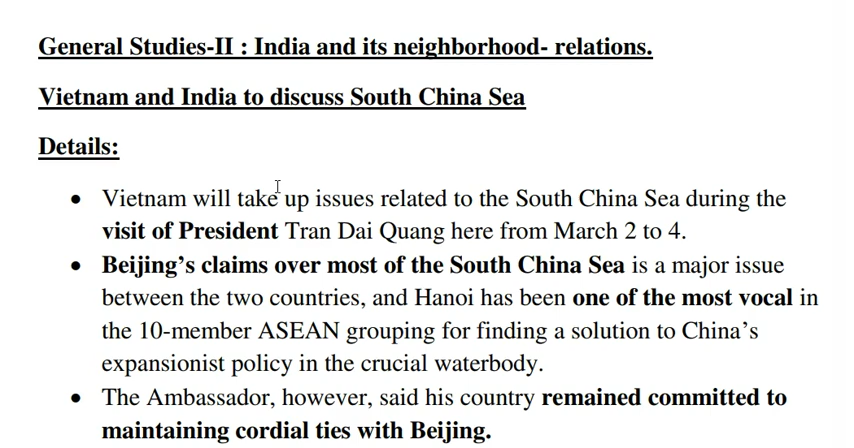 General Studies-II : India and its neighborhood- relations.
Vietnam and India to discuss South China Sea
Details:
• Vietnam will take up issues related to the South China Sea during the
visit of President Tran Dai Quang here from March 2 to 4.
• Beijing’s claims over most of the South China Sea is a major issue
between the two countries, and Hanoi has been one of the most vocal in
the 10-member ASEAN grouping for finding a solution to China’s
expansionist policy in the crucial waterbody.
• The Ambassador, however, said his country remained committed to
maintaining cordial ties with Beijing.